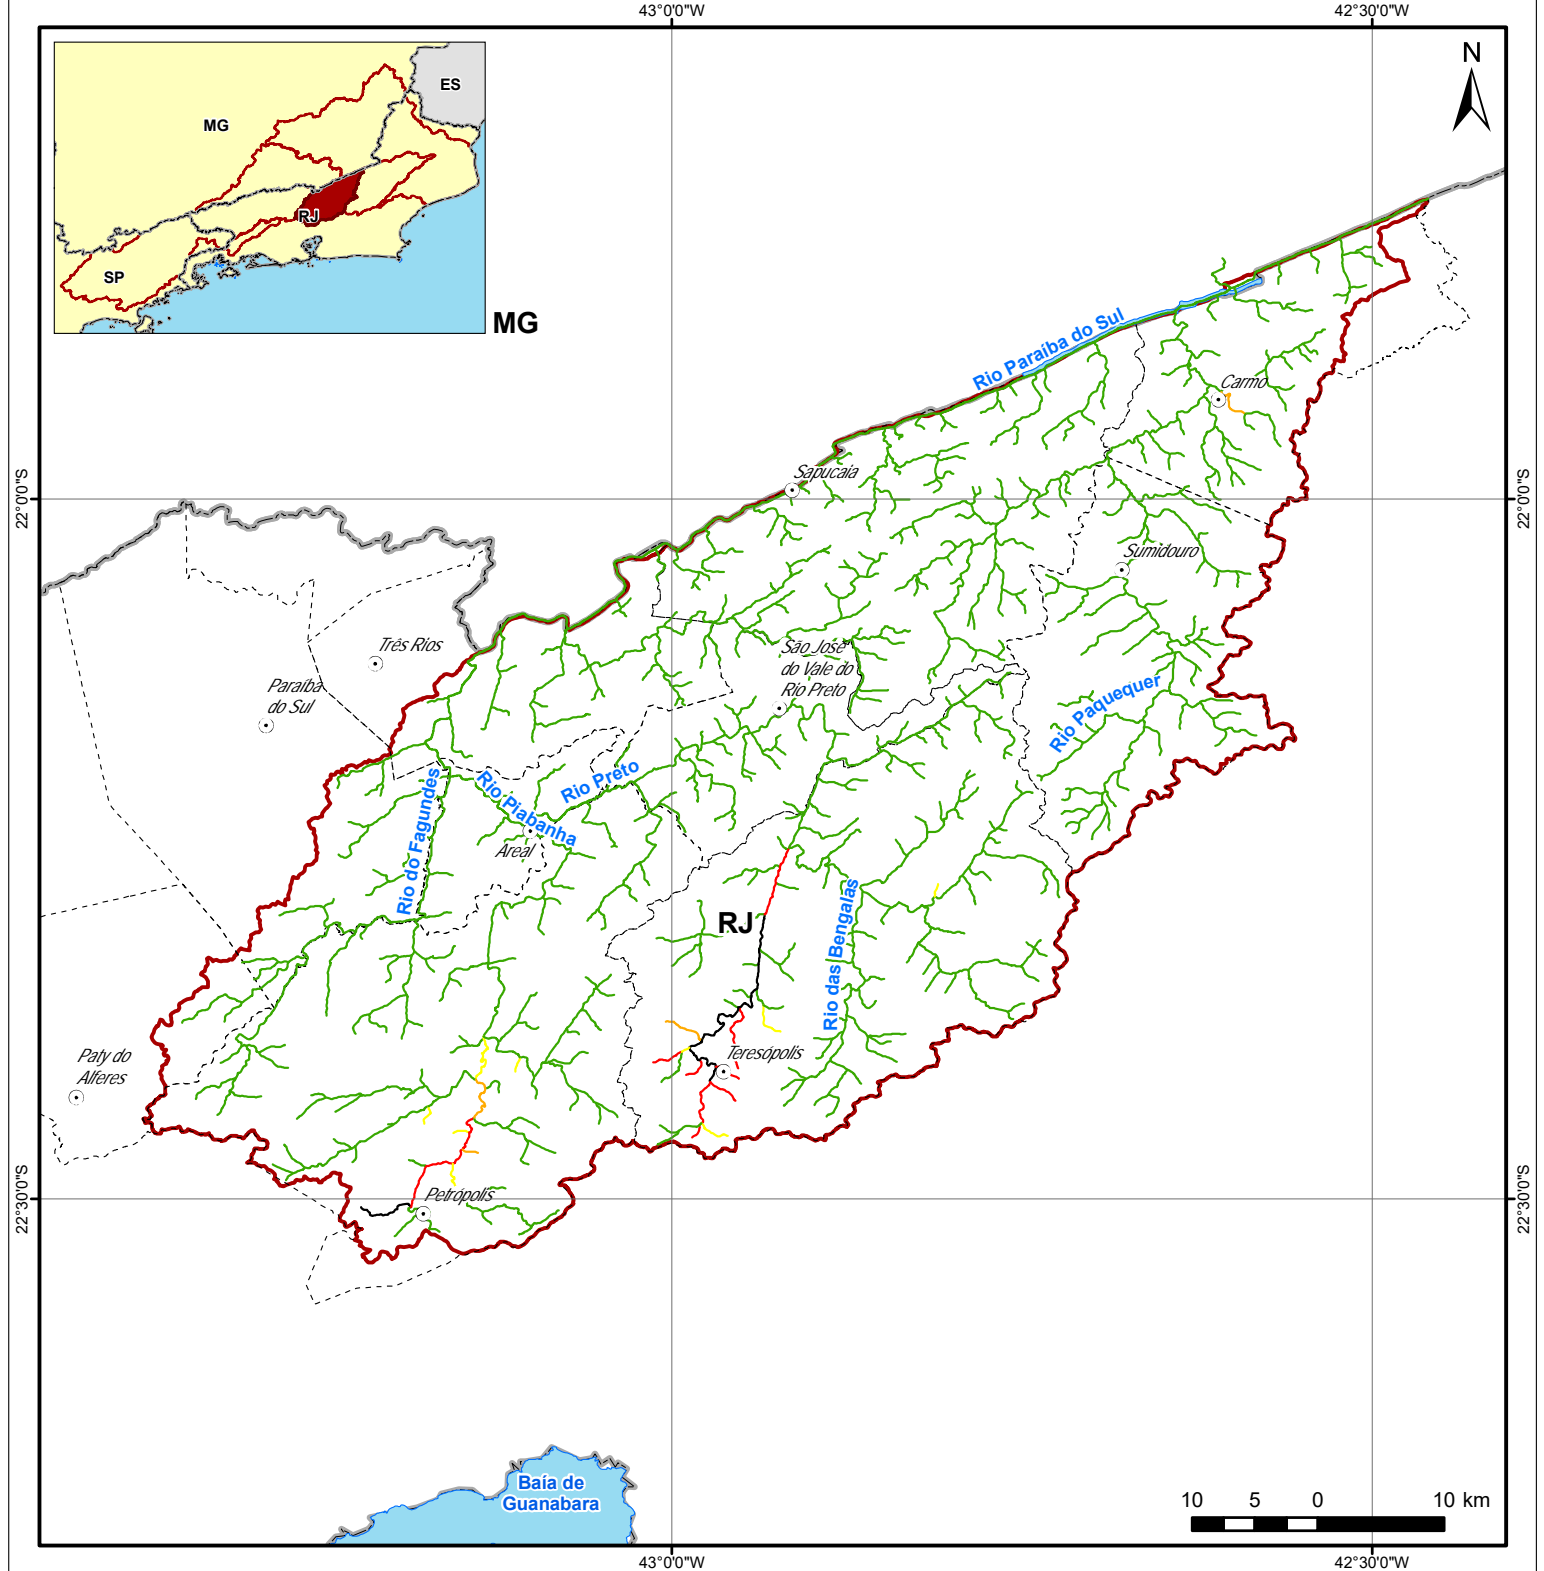 43°0'0"W
42°30'0"W
N
ES
MG
RJ
SP
MG
Rio Paraíba do Sul
Carmo
Sapucaia
22°0'0"S
22°0'0"S
Sumidouro
Três Rios
São José
do Vale do
Rio Preto
Paraíba
do Sul
Rio Paquequer
Rio Preto
Rio Piabanha
Rio do Fagundes
Areal
RJ
Rio das Bengalas
Teresópolis
Paty do
Alferes
Petrópolis
22°30'0"S
22°30'0"S
Baía de
Guanabara
10 5 0 10 km
43°0'0"W
42°30'0"W